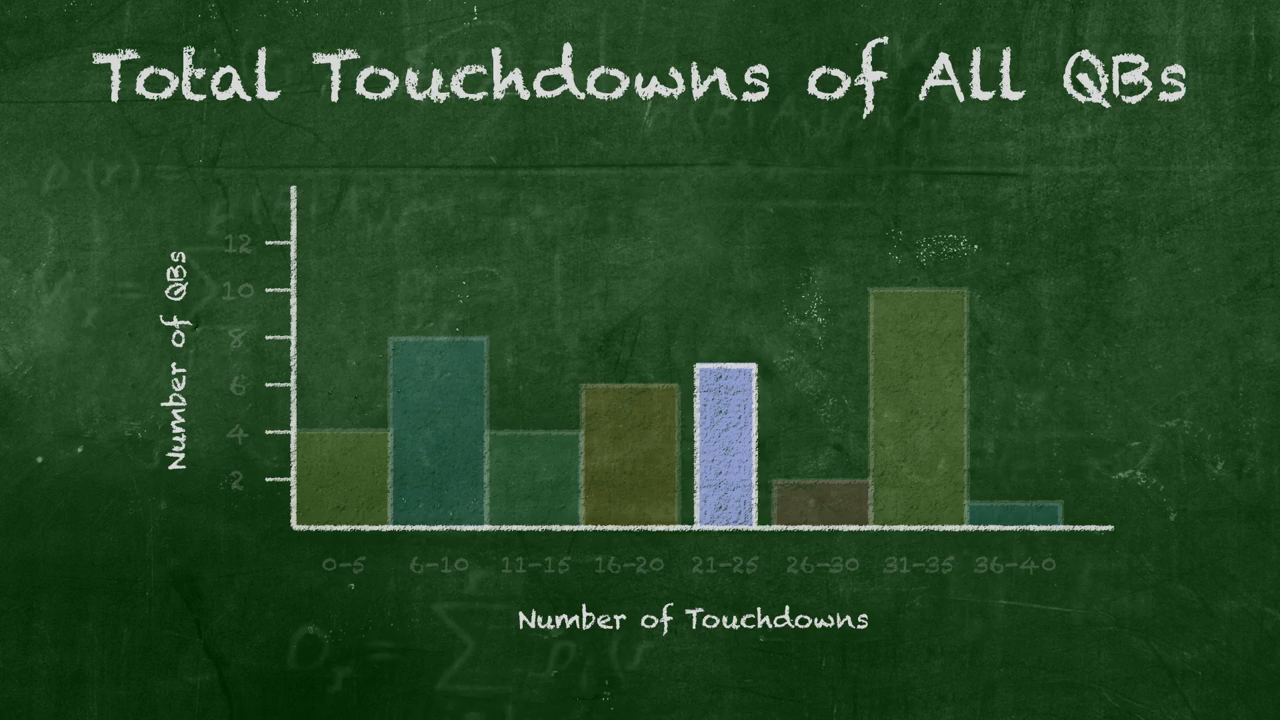 Total Touchdowns of All QBs
Number of QBs
12
10
8
6
4
2
0-5 6-10 11-15 16-20 21-25 26-30 31-35 36-40
Number of Touchdowns